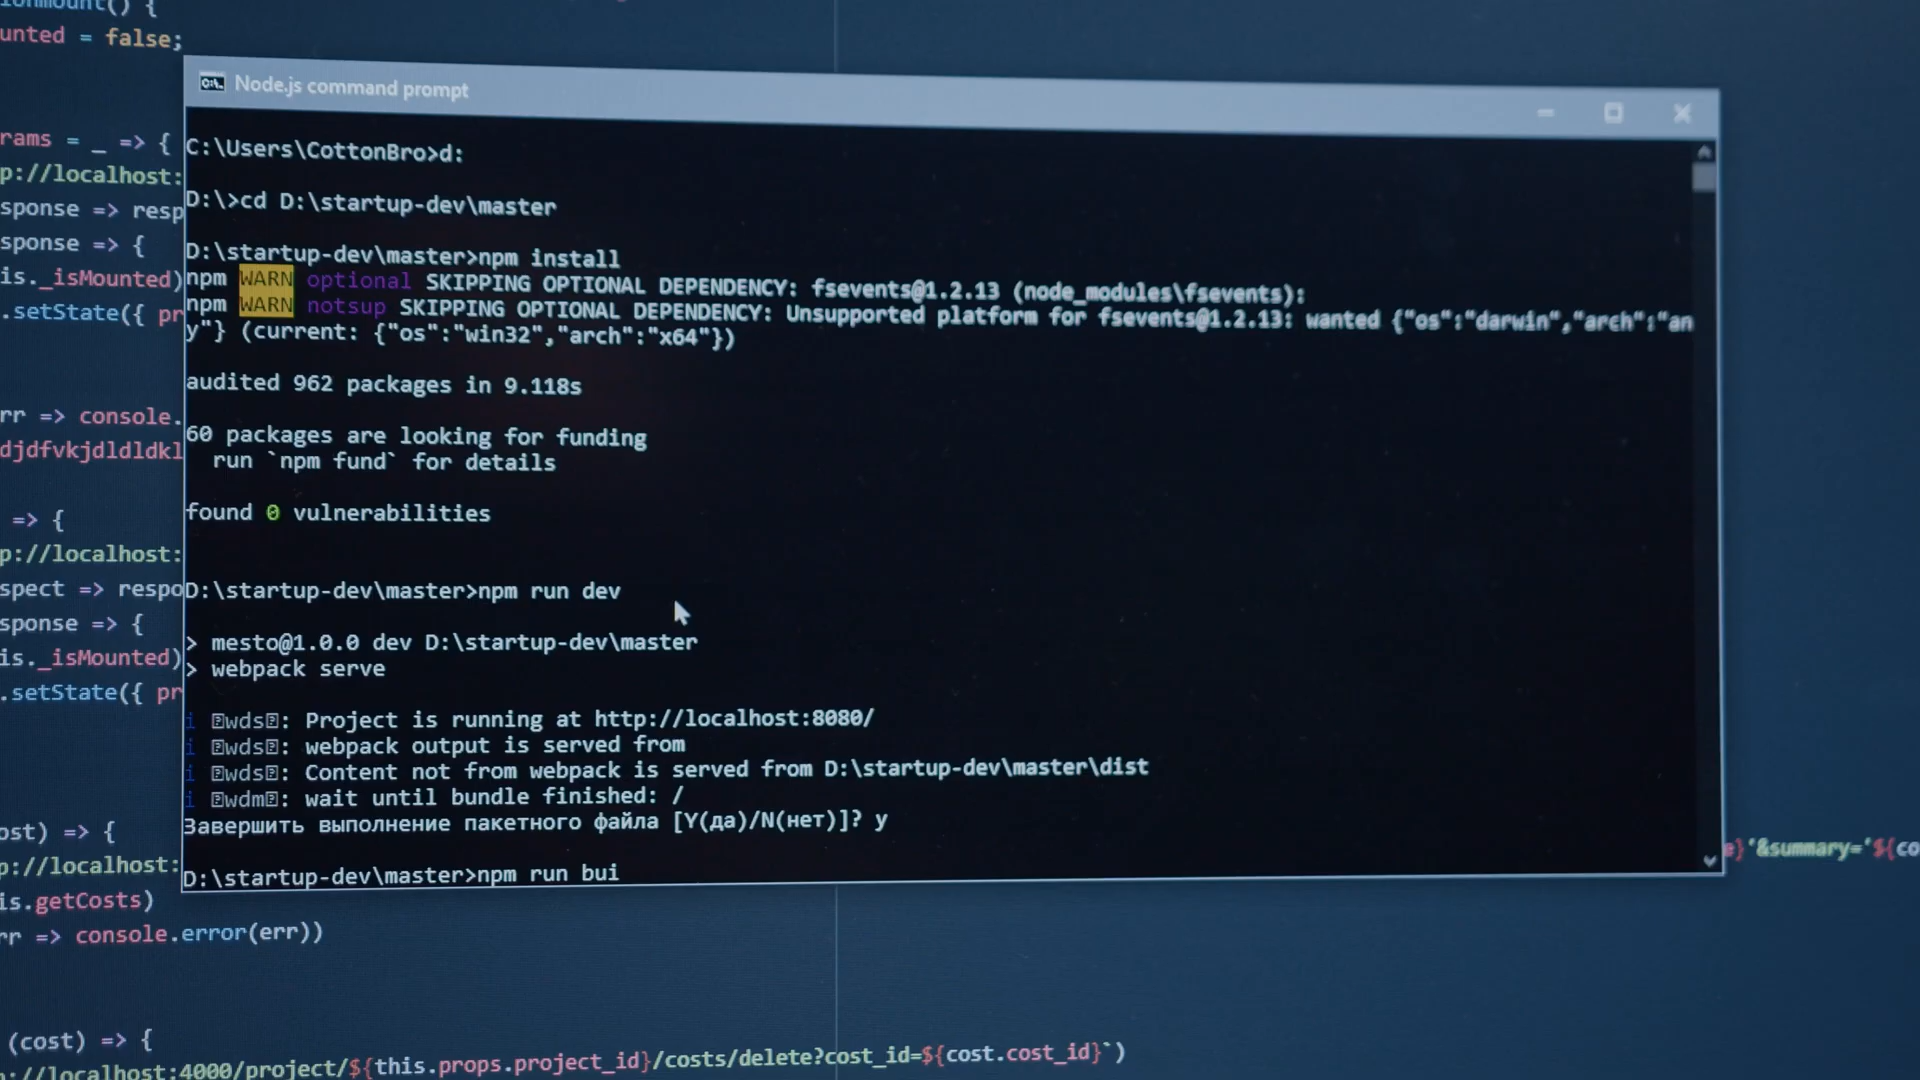 unted = false;
Node.js command prompt
C:\Users\CottonBro>d:
D:\>cd D:\startup-dev\master
D:\startup-dev\master>npm install
npm WARN optional SKIPPING OPTIONAL DEPENDENCY: fsevents@1.2.13 (node_modules\fsevents):
npm WARN notsup SKIPPING OPTIONAL DEPENDENCY: Unsupported platform for fsevents@1.2.13: wanted {"os":"darwin","arch":"an
y"} (current: {"os":"win32","arch":"x64"})
audited 962 packages in 9.118s
60 packages are looking for funding
run `npm fund` for details
found 0 vulnerabilities
D:\startup-dev\master>npm run dev
> mesto@1.0.0 dev D:\startup-dev\master
> webpack serve
i wds: Project is running at http://localhost:8080/
i wds: webpack output is served from
i wds: Content not from webpack is served from D:\startup-dev\master\dist
i wdm: wait until bundle finished: /
Завершить выполнение пакетного файла [Y(да)/N(нет)]? y
D:\startup-dev\master>npm run bui
rams = _ => {
p://localhost:
sponse => resp
sponse => {
is._isMounted)
.setState({ pr
rr => console.
djdfvkjdldldkl
=> {
p://localhost:
spect => respo
sponse => {
is._isMounted)
.setState({ pr
ost) => {
p://localhost:
e}'&summary='${co
is.getCosts)
rr => console.error(err))
(cost) => {
://localhost:4000/project/${this.props.project_id}/costs/delete?cost_id=${cost.cost_id}`)